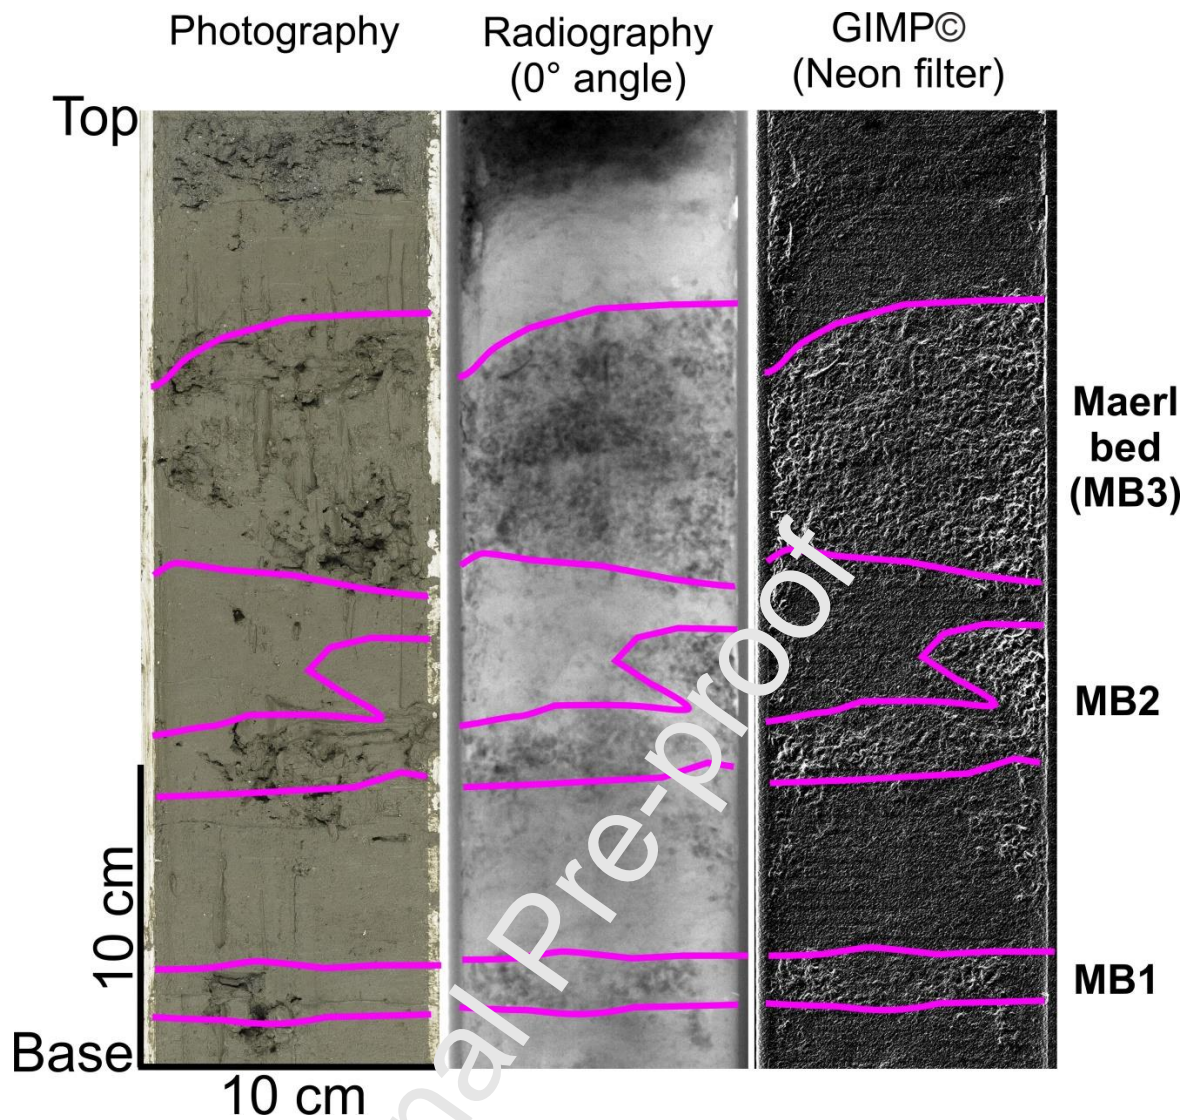 Photography
Radiography
(0° angle)
GIMP©
(Neon filter)
Top
Maerl
bed
(MB3)
MB2
10 cm
MB1
Base
10 cm
nal Pre-proof